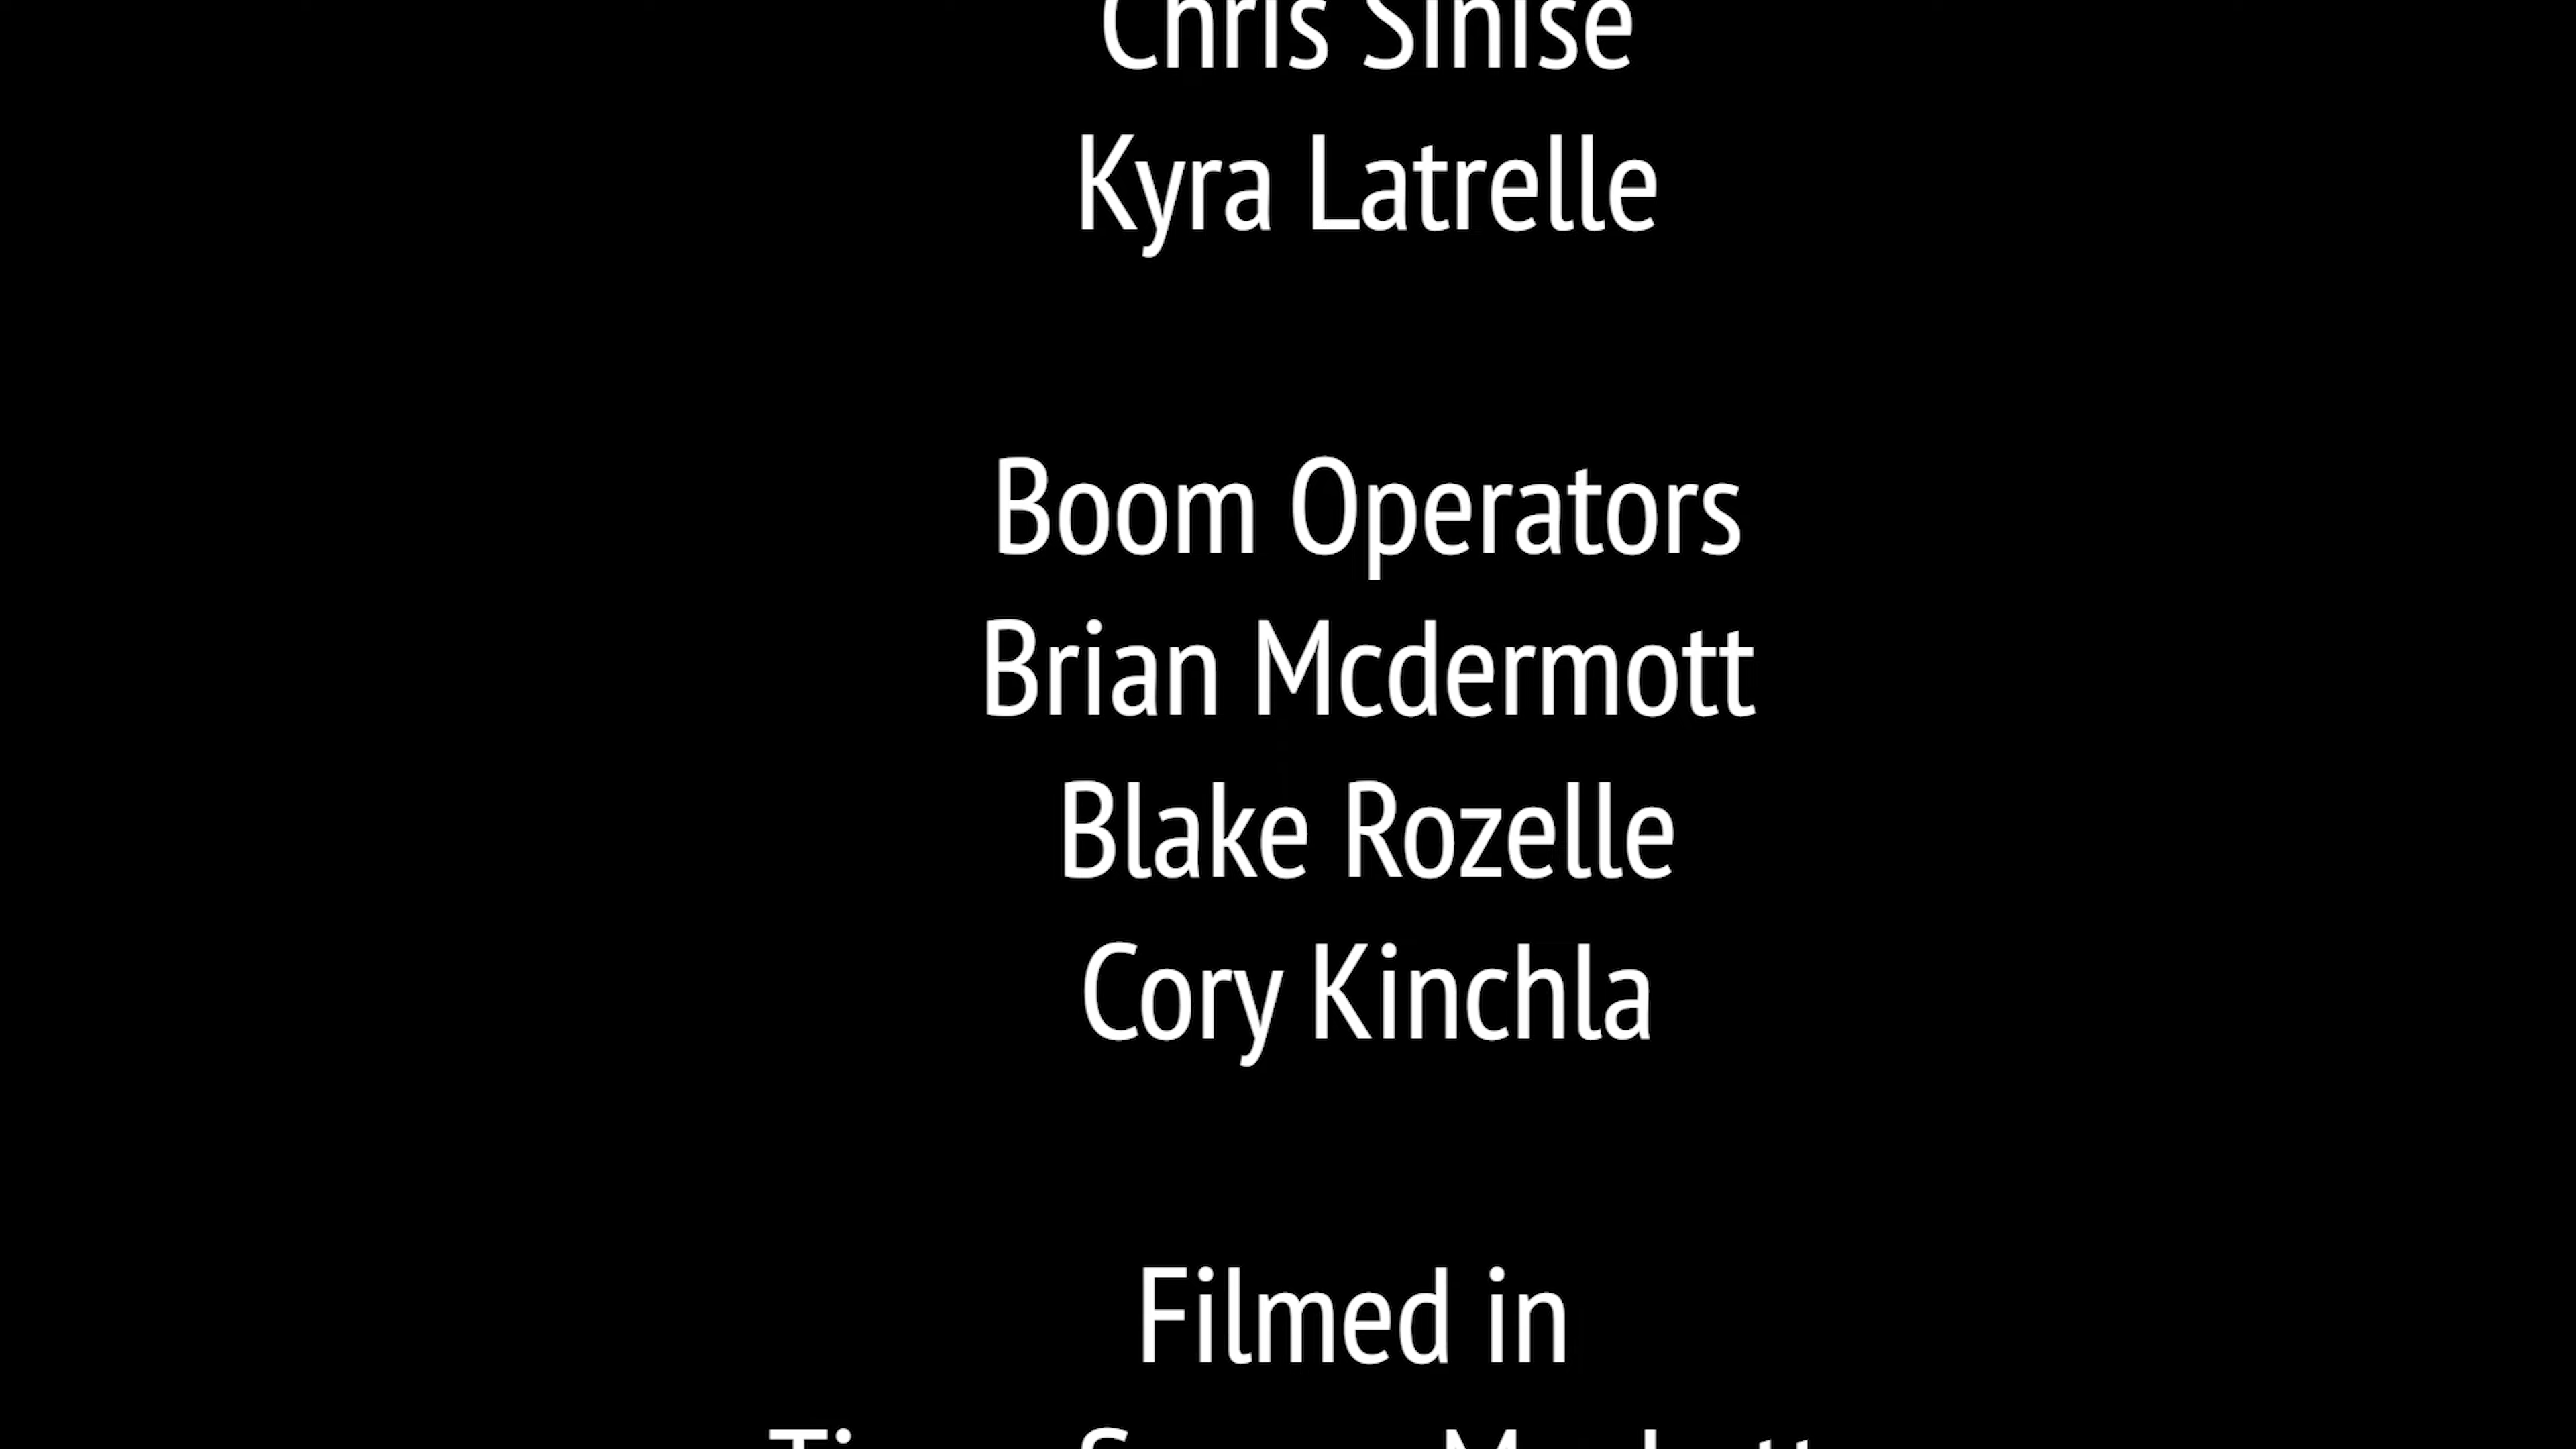 Chris Sinise
Kyra Latrelle
Boom Operators
Brian Mcdermott
Blake Rozelle
Cory Kinchla
Filmed in